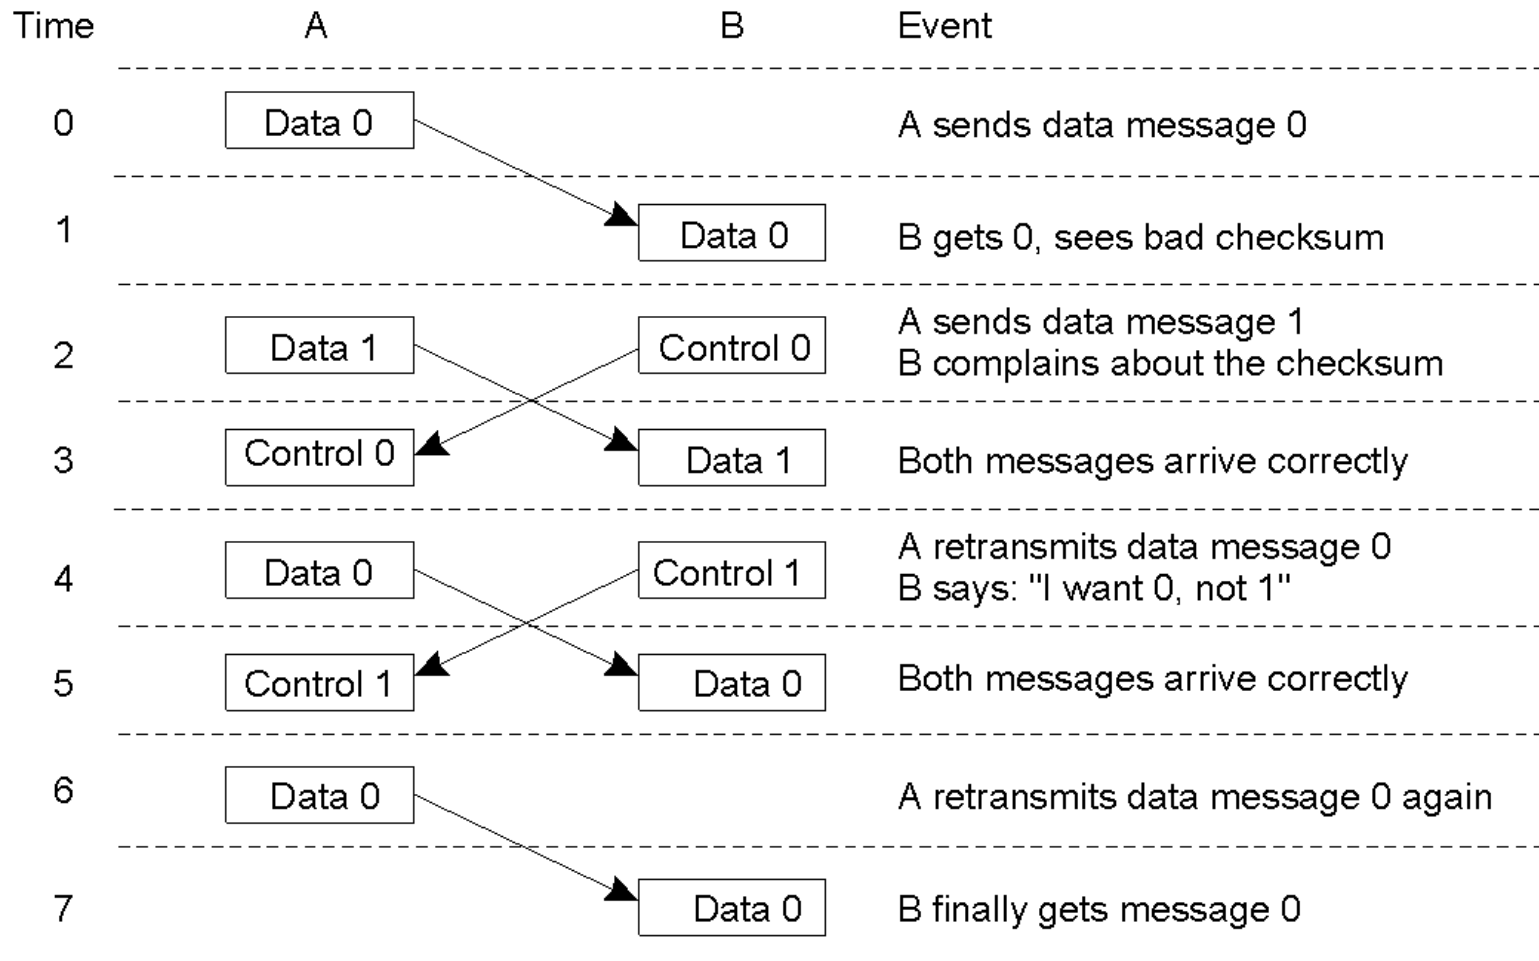 Time A B Event
0 Data 0 A sends data message 0
1 Data 0 B gets 0, sees bad checksum
2 Data 1 Control 0 A sends data message 1
B complains about the checksum
3 Control 0 Data 1 Both messages arrive correctly
4 Data 0 Control 1 A retransmits data message 0
B says: "I want 0, not 1"
5 Control 1 Data 0 Both messages arrive correctly
6 Data 0 A retransmits data message 0 again
7 Data 0 B finally gets message 0